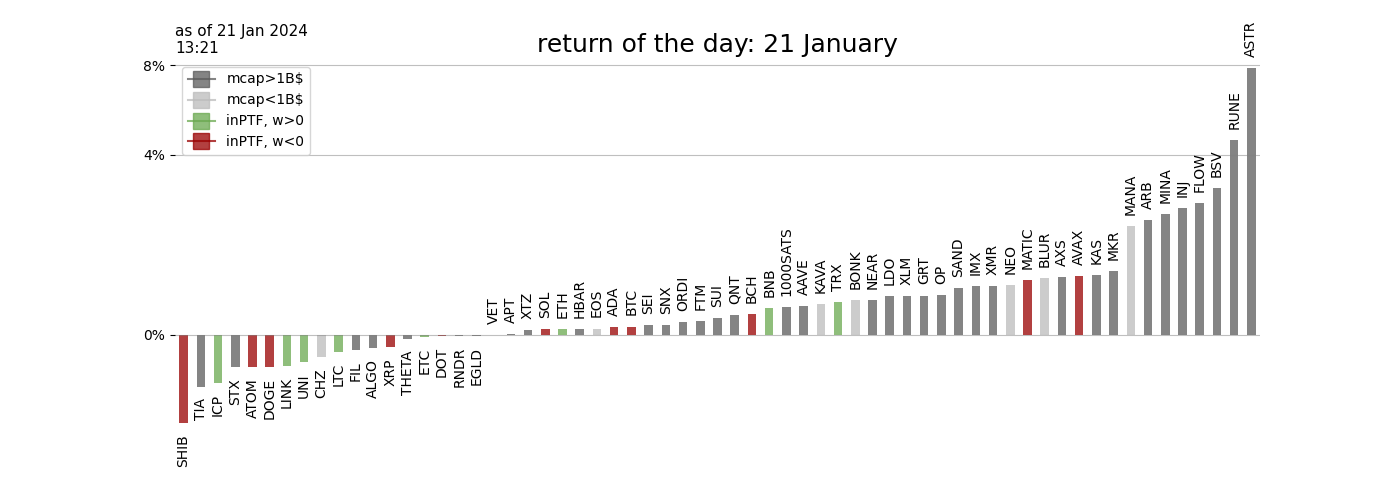 as of 21 Jan 2024
13:21
return of the day: 21 January
8%
4%
0%
mcap>1B$
mcap<1B$
inPTF, w>0
inPTF, w<0
SHIB
TIA
ICP
STX
ATOM
DOGE
LINK
UNI
CHZ
LTC
FIL
ALGO
XRP
THETA
ETC
DOT
RNDR
EGLD
VET
APT
XTZ
SOL
ETH
HBAR
EOS
ADA
BTC
SEI
SNX
ORDI
FTM
SUI
QNT
BCH
BNB
1000SATS
AAVE
KAVA
TRX
BONK
NEAR
LDO
XLM
GRT
OP
SAND
IMX
XMR
NEO
MATIC
BLUR
AXS
AVAX
KAS
MKR
MANA
ARB
MINA
INJ
FLOW
BSV
RUNE
ASTR